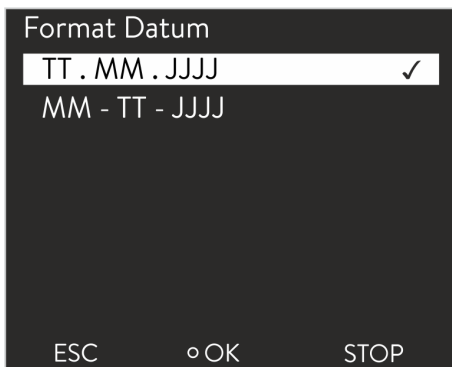 Format Datum
TT . MM . JJJJ ✓
MM - TT - JJJJ
ESC ○ OK STOP